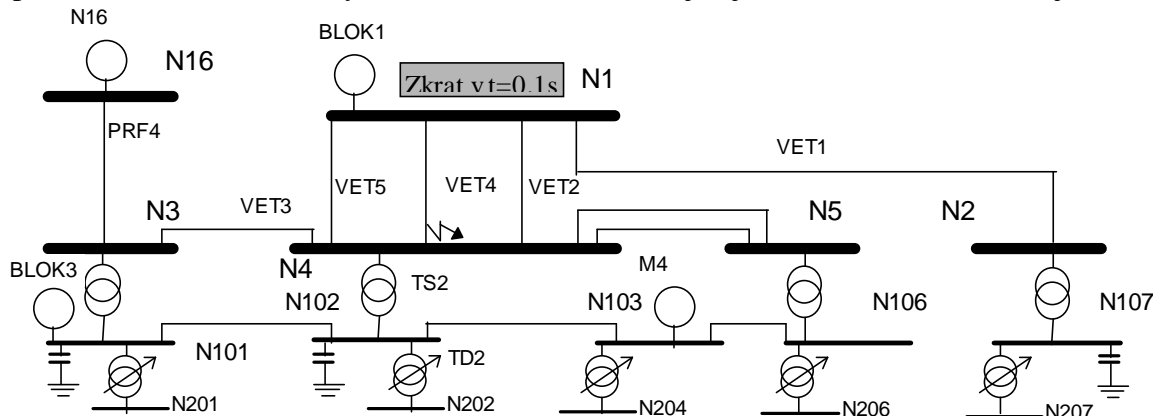 N16
BLOK1
N16
Zkrat v t=0.1s
N1
PRF4
VET1
VET5
VET4
VET2
N3
VET3
N5
N2
BLOK3
N4
TS2
M4
N102
N103
N106
N107
N101
TD2
N201
N202
N204
N206
N207